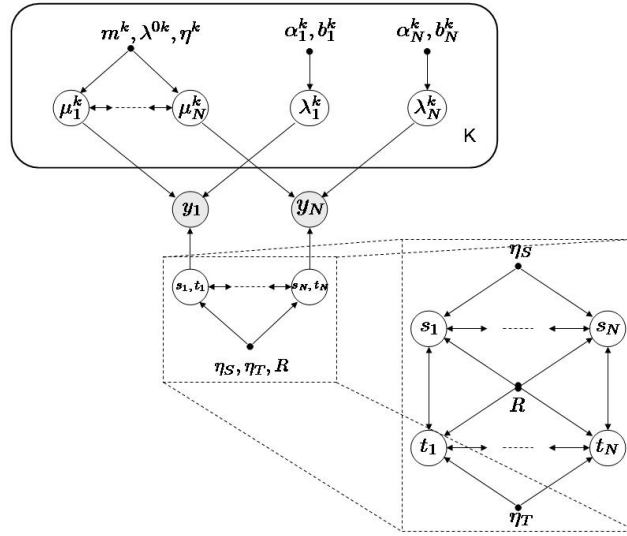 m^k, λ^{0k}, η^k α_1^k, b_1^k α_N^k, b_N^k
μ_1^k μ_N^k λ_1^k λ_N^k
K
y_1 y_N
s_1, t_1 s_N, t_N
η_S, η_T, R
η_S
s_1 s_N
R
t_1 t_N
η_T